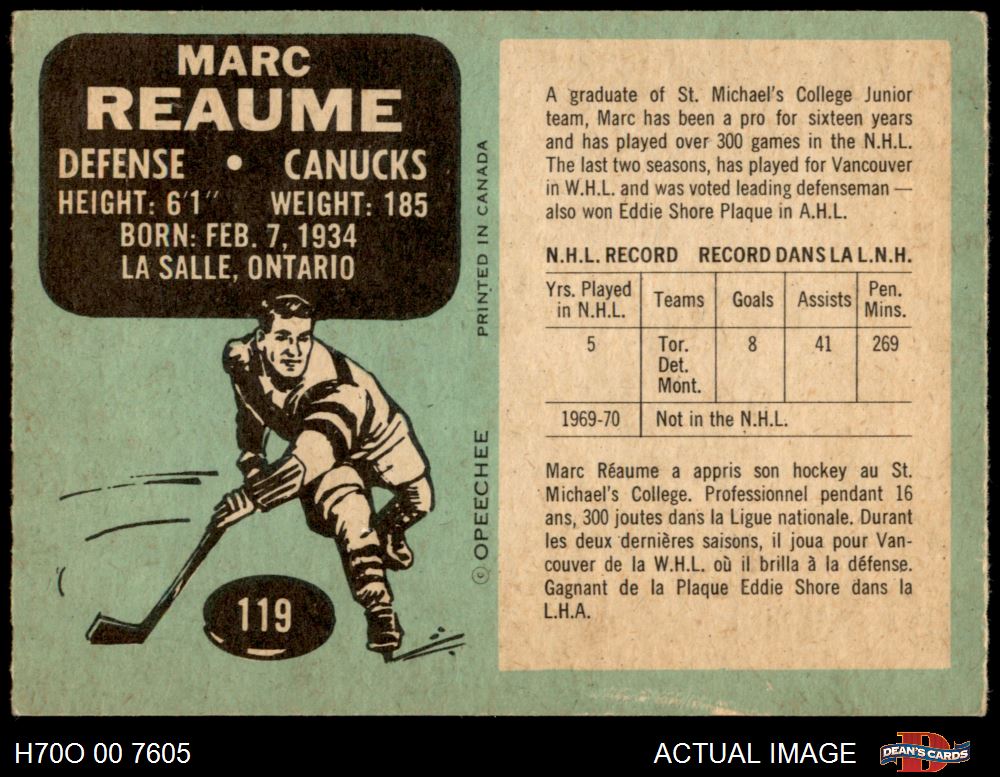 MARC
REAUME
DEFENSE • CANUCKS
HEIGHT: 6'1" WEIGHT: 185
BORN: FEB. 7, 1934
LA SALLE, ONTARIO
119
PRINTED IN CANADA
© OPEECHEE
A graduate of St. Michael's College Junior
team, Marc has been a pro for sixteen years
and has played over 300 games in the N.H.L.
The last two seasons, has played for Vancouver
in W.H.L. and was voted leading defenseman —
also won Eddie Shore Plaque in A.H.L.
N.H.L. RECORD RECORD DANS LA L.N.H.
Yrs. Played
in N.H.L.
Teams
Goals
Assists
Pen.
Mins.
5
Tor.
Det.
Mont.
8
41
269
1969-70 Not in the N.H.L.
Marc Réaume a appris son hockey au St.
Michael's College. Professionnel pendant 16
ans, 300 joutes dans la Ligue nationale. Durant
les deux dernières saisons, il joua pour Van-
couver de la W.H.L. où il brilla à la défense.
Gagnant de la Plaque Eddie Shore dans la
L.H.A.
H70O 00 7605
ACTUAL IMAGE
DEAN'S CARDS